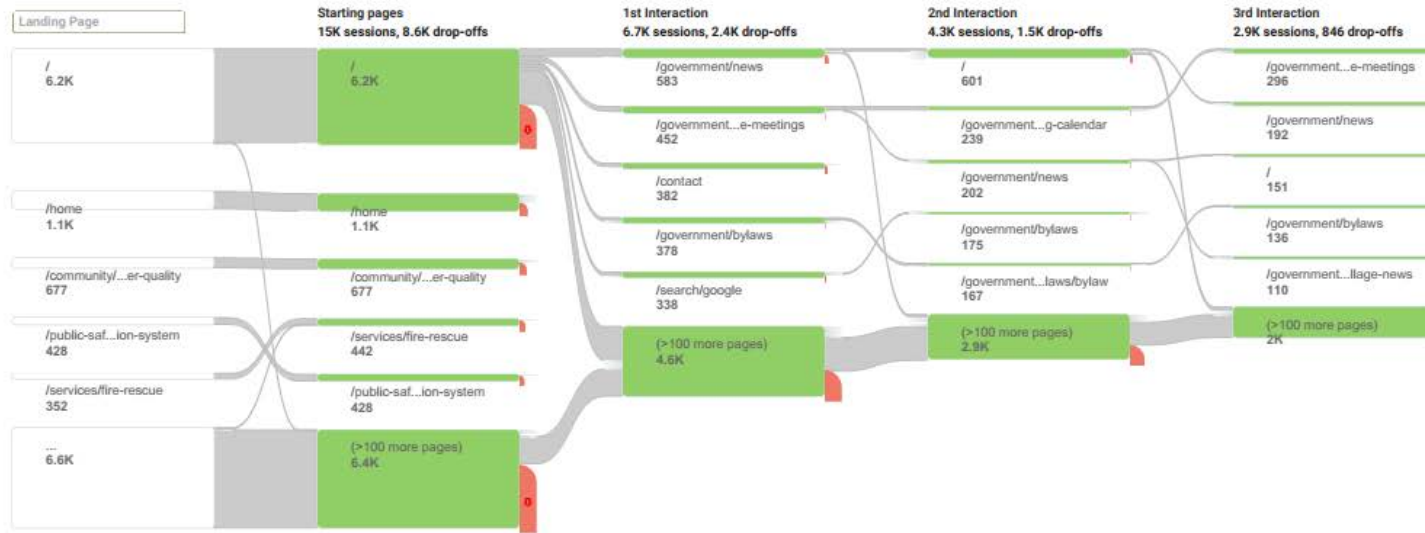 Landing Page
/
6.2K
/home
1.1K
/community/...er-quality
677
/public-saf...ion-system
428
/services/fire-rescue
352
...
6.6K
Starting pages
15K sessions, 8.6K drop-offs
/
6.2K
/home
1.1K
/community/...er-quality
677
/services/fire-rescue
442
/public-saf...ion-system
428
(>100 more pages)
6.4K
1st Interaction
6.7K sessions, 2.4K drop-offs
/government/news
583
/government...e-meetings
452
/contact
382
/government/bylaws
378
/search/google
338
(>100 more pages)
4.6K
2nd Interaction
4.3K sessions, 1.5K drop-offs
/
601
/government...g-calendar
239
/government/news
202
/government/bylaws
175
/government...laws/bylaw
167
(>100 more pages)
2.9K
3rd Interaction
2.9K sessions, 846 drop-offs
/government...e-meetings
296
/government/news
192
/
151
/government/bylaws
136
/government...llage-news
110
(>100 more pages)
2K